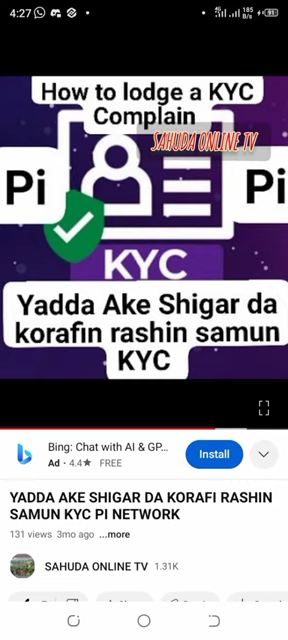 4:27
4G
185 B/s
91
How to lodge a KYC
Complain
SAHUDA ONLINE TV
Pi
Pi
KYC
Yadda Ake Shigar da
korafin rashin samun
KYC
Bing: Chat with AI & GP...
Ad • 4.4★ FREE
Install
YADDA AKE SHIGAR DA KORAFI RASHIN
SAMUN KYC PI NETWORK
131 views 3mo ago ...more
SAHUDA ONLINE TV 1.31K